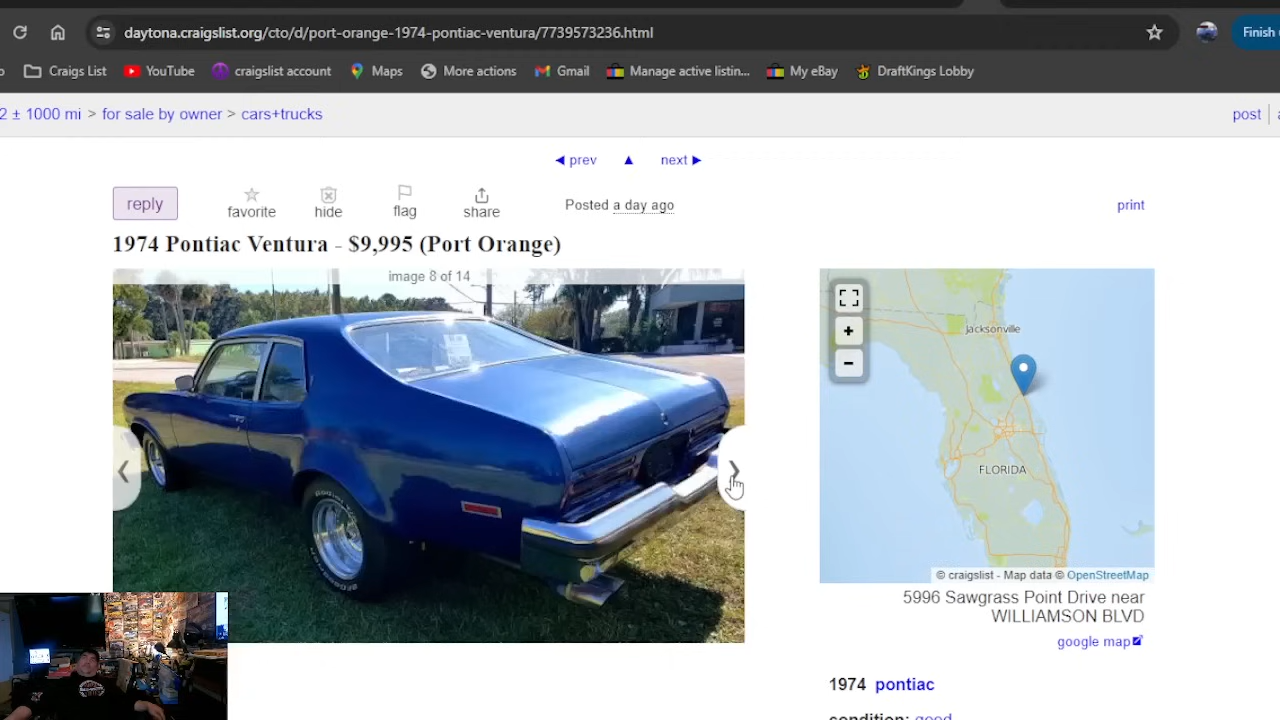 daytona.craigslist.org/cto/d/port-orange-1974-pontiac-ventura/7739573236.html
Finish
Craigs List
YouTube
craigslist account
Maps
More actions
Gmail
Manage active listin...
My eBay
DraftKings Lobby
2 ± 1000 mi > for sale by owner > cars+trucks
post
◀ prev ▲ next ▶
reply
favorite
hide
flag
share
Posted a day ago
print
1974 Pontiac Ventura - $9,995 (Port Orange)
image 8 of 14
+
−
Jacksonville
FLORIDA
© craigslist - Map data © OpenStreetMap
5996 Sawgrass Point Drive near
WILLIAMSON BLVD
google map
1974 pontiac
condition: good